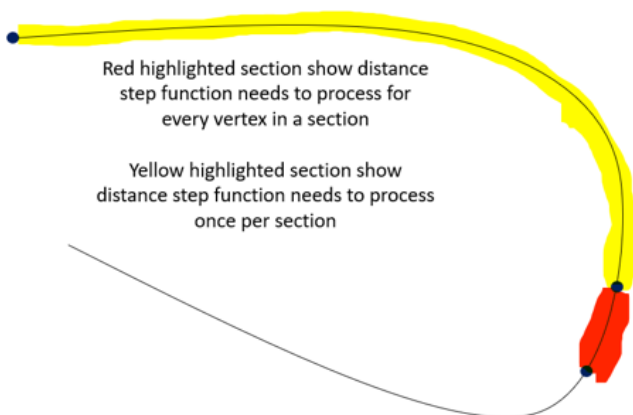 Red highlighted section show distance
step function needs to process for
every vertex in a section
Yellow highlighted section show
distance step function needs to process
once per section